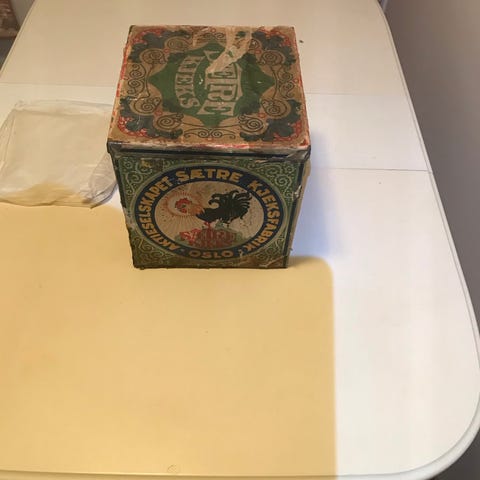 SÆTRE
KJEKS
AKTIESELSKAPET SÆTRE KJEKSFABRIK
OSLO